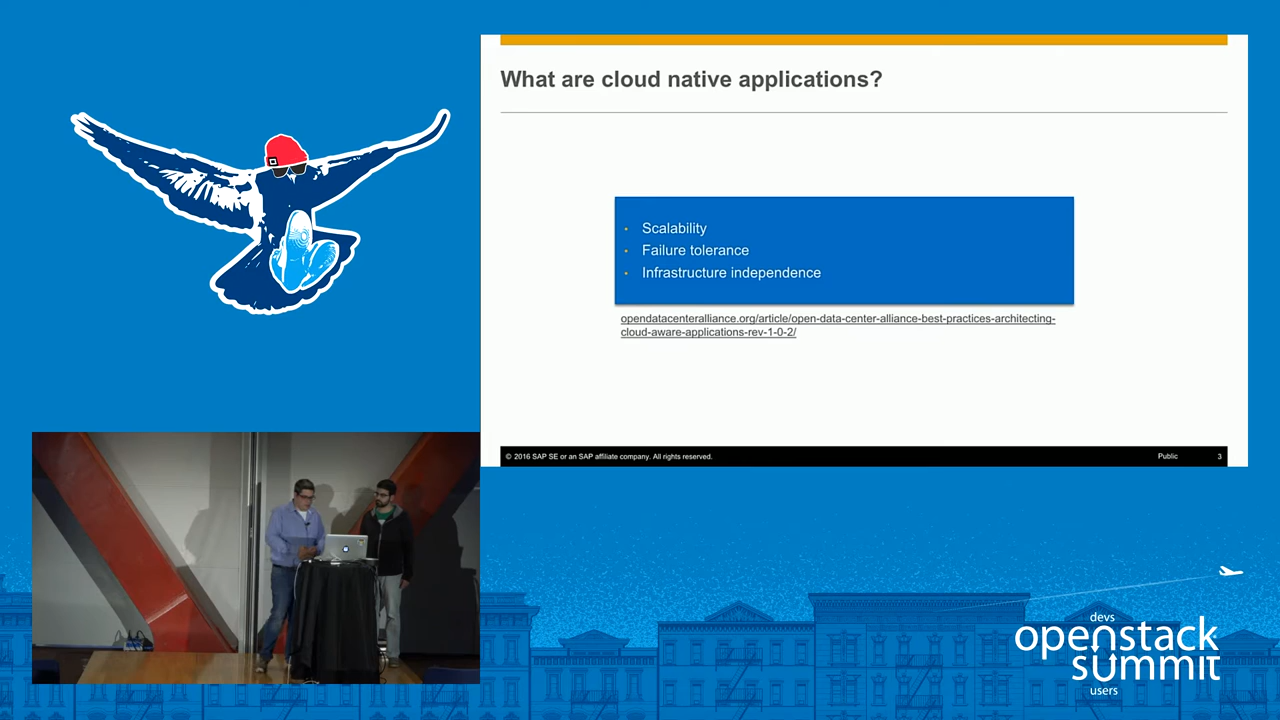 What are cloud native applications?
• Scalability
• Failure tolerance
• Infrastructure independence
opendatacenteralliance.org/article/open-data-center-alliance-best-practices-architecting-
cloud-aware-applications-rev-1-0-2/
© 2016 SAP SE or an SAP affiliate company. All rights reserved.
Public
3
devs
openstack
summit
users